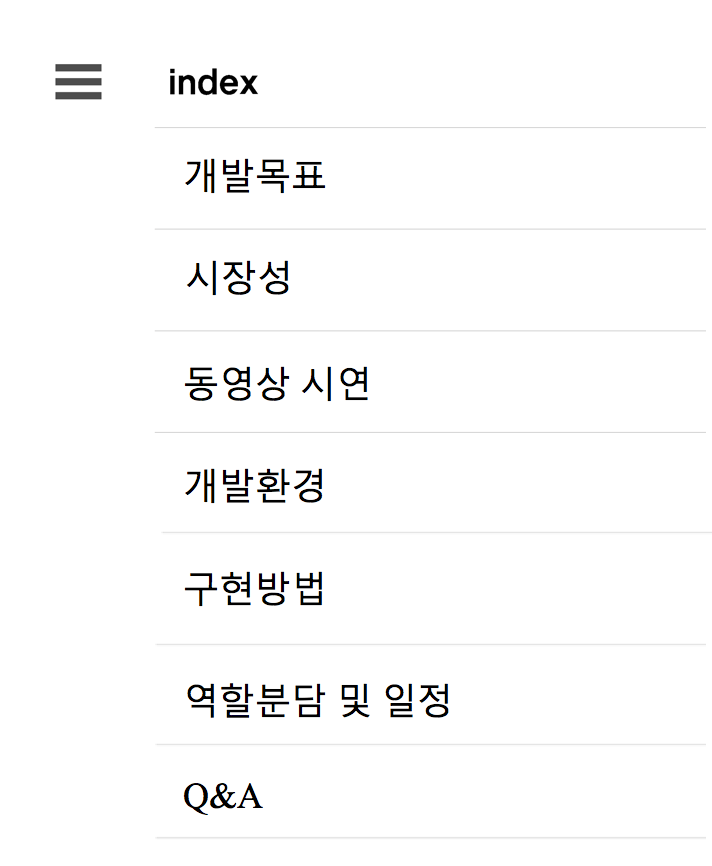 index
개발목표
시장성
동영상 시연
개발환경
구현방법
역할분담 및 일정
Q&A